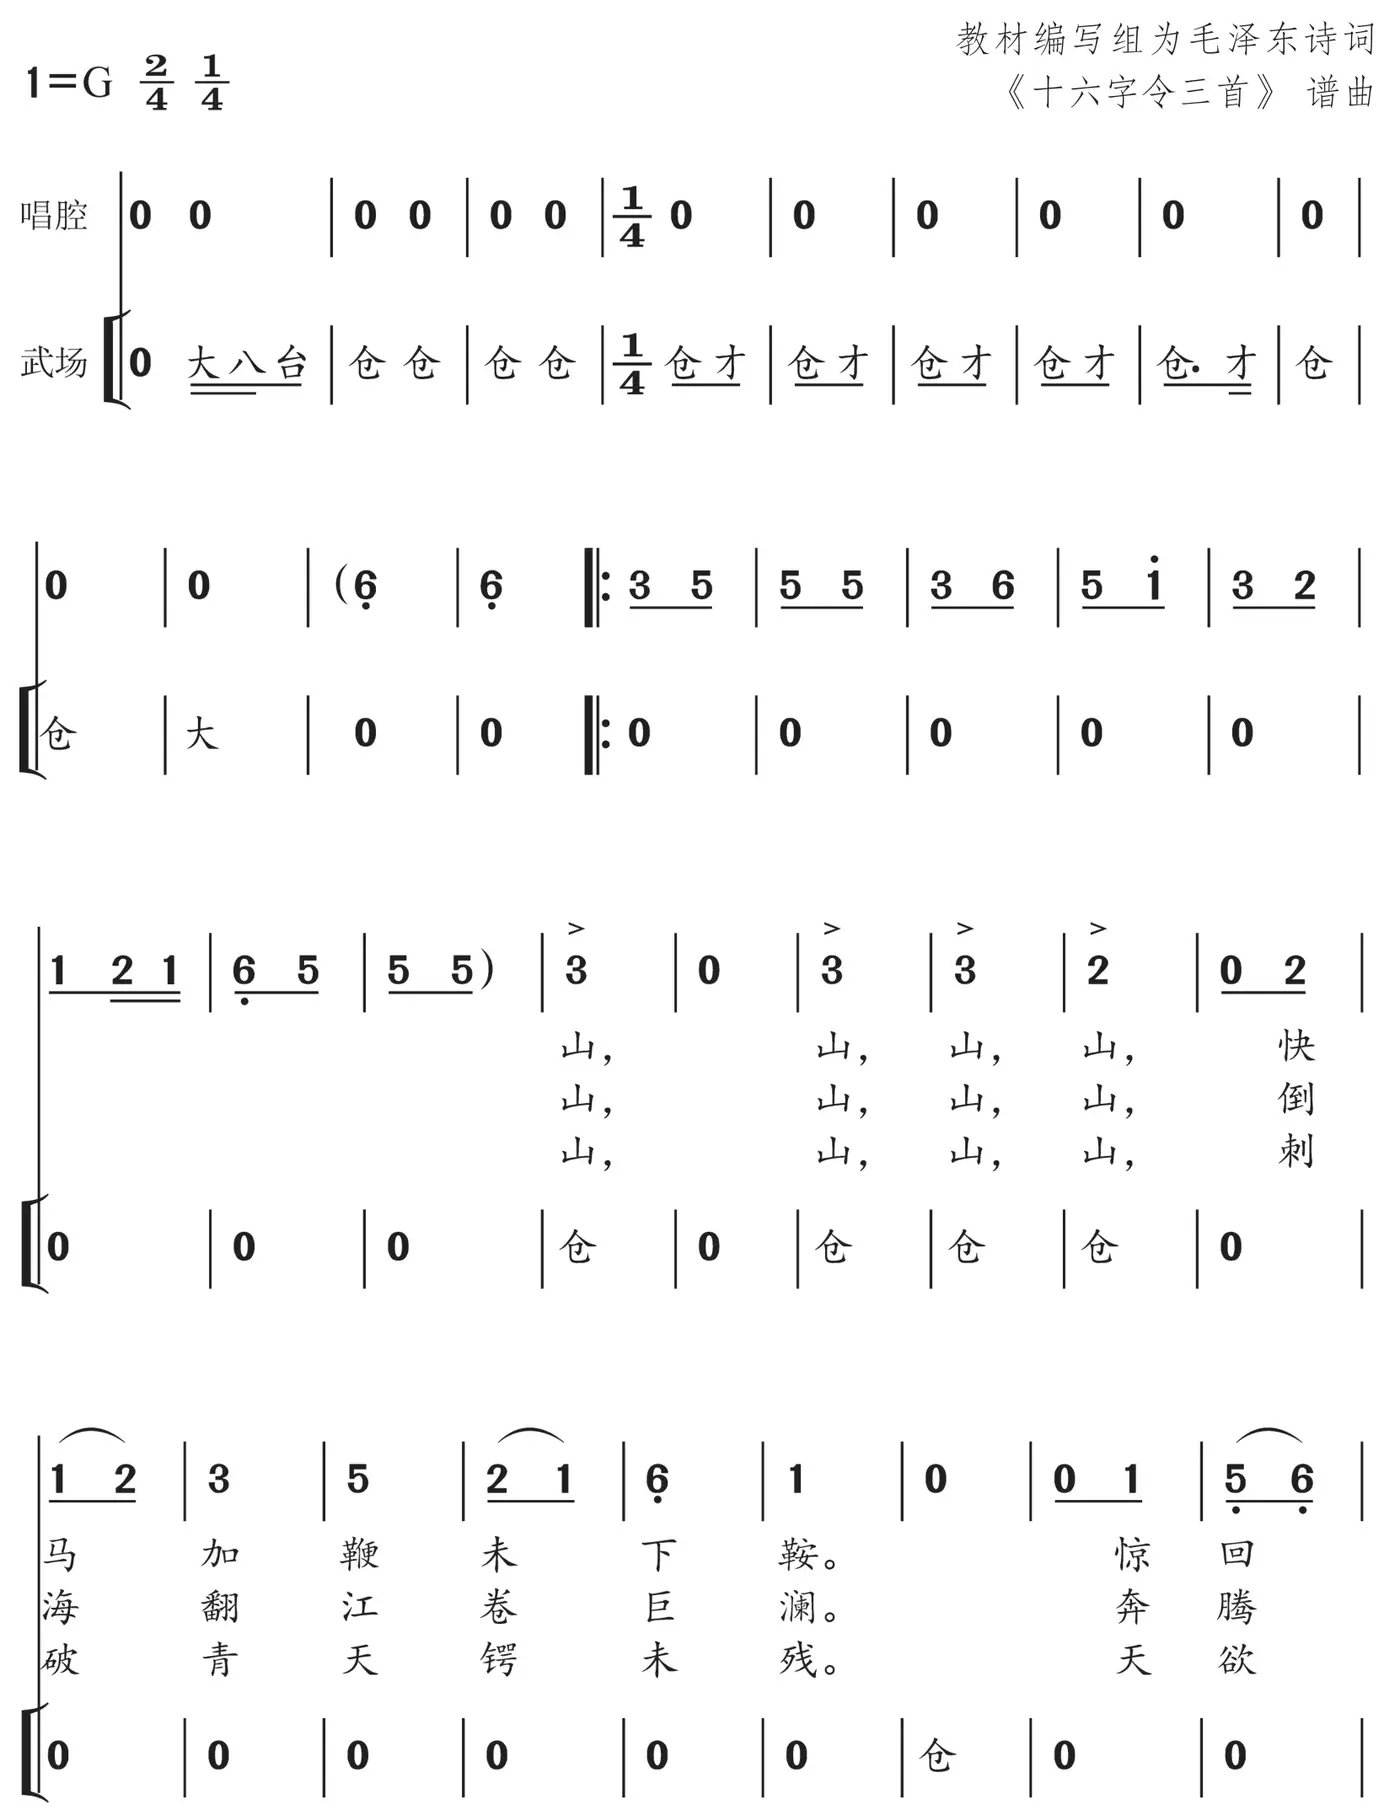 教材编写组为毛泽东诗词
1=G 2/4 1/4 《十六字令三首》 谱曲
唱腔 0 0 | 0 0 | 0 0 | 1/4 0 | 0 | 0 | 0 | 0 | 0 |
武场 0 大八台 | 仓 仓 | 仓 仓 | 1/4 仓才 | 仓才 | 仓才 | 仓才 | 仓. 才 | 仓 |
0 | 0 | (6 | 6 |: 3 5 | 5 5 | 3 6 | 5 1 | 3 2 |
仓 | 大 | 0 | 0 |: 0 | 0 | 0 | 0 | 0 |
1 2 1 | 6 5 | 5 5) | 3 | 0 | 3 | 3 | 2 | 0 2 |
山, 山, 山, 山, 快
山, 山, 山, 山, 倒
山, 山, 山, 山, 刺
0 | 0 | 0 | 仓 | 0 | 仓 | 仓 | 仓 | 0 |
1 2 | 3 | 5 | 2 1 | 6 | 1 | 0 | 0 1 | 5 6 |
马 加 鞭 未 下 鞍。 惊 回
海 翻 江 卷 巨 澜。 奔 腾
破 青 天 锷 未 残。 天 欲
0 | 0 | 0 | 0 | 0 | 0 | 仓 | 0 | 0 |